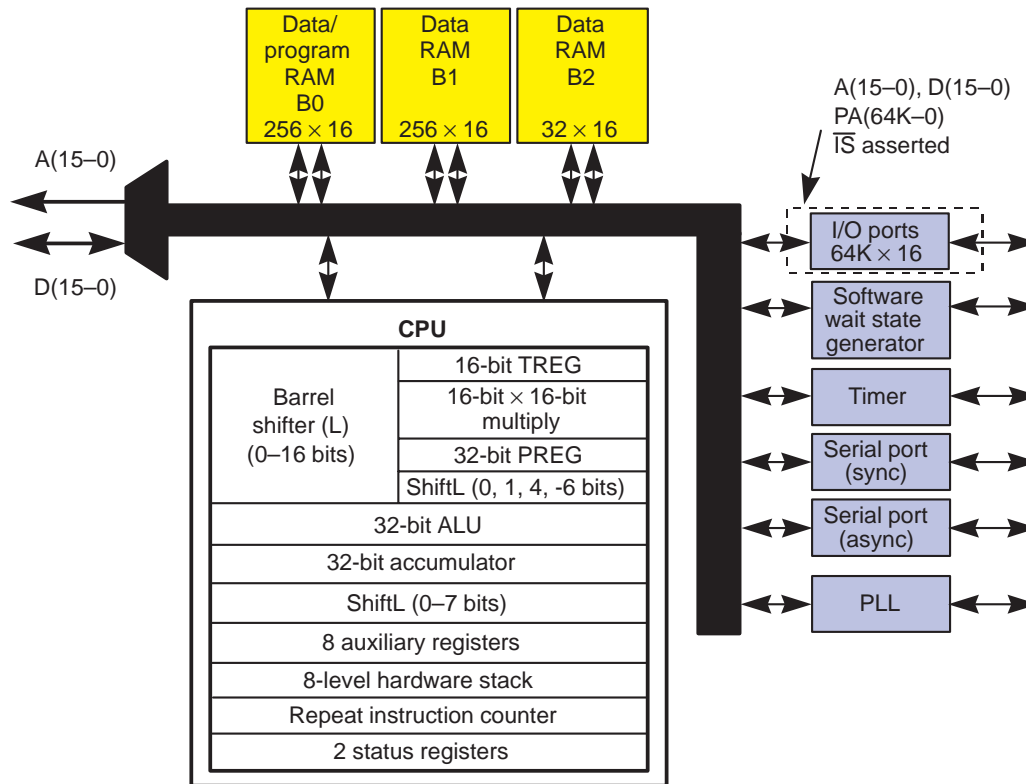 Data/
program
RAM
B0
256 × 16
Data
RAM
B1
256 × 16
Data
RAM
B2
32 × 16
A(15–0), D(15–0)
PA(64K–0)
I̅S̅ asserted
A(15–0)
D(15–0)
I/O ports
64K × 16
Software
wait state
generator
Timer
Serial port
(sync)
Serial port
(async)
PLL
CPU
Barrel
shifter (L)
(0–16 bits)
16-bit TREG
16-bit × 16-bit
multiply
32-bit PREG
ShiftL (0, 1, 4, -6 bits)
32-bit ALU
32-bit accumulator
ShiftL (0–7 bits)
8 auxiliary registers
8-level hardware stack
Repeat instruction counter
2 status registers